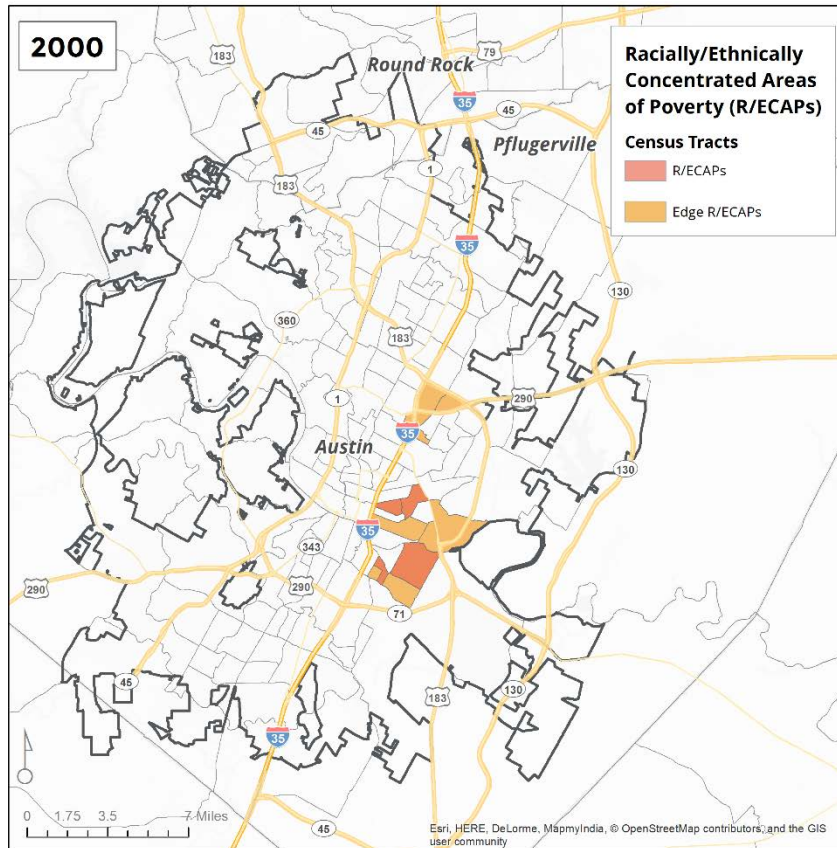 2000
Racially/Ethnically
Concentrated Areas
of Poverty (R/ECAPs)
Census Tracts
R/ECAPs
Edge R/ECAPs
183
79
Round Rock
35
45
45
Pflugerville
1
183
35
130
360
183
1
290
35
Austin
130
35
343
290
290
71
45
183
130
35
0 1.75 3.5 7 Miles
45
Esri, HERE, DeLorme, MapmyIndia, © OpenStreetMap contributors, and the GIS
user community